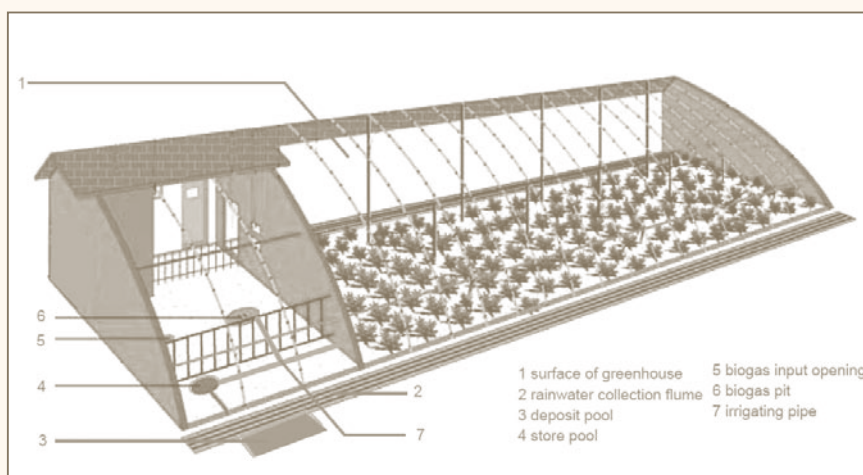 1
6
5
4
3
2
7
1 surface of greenhouse
2 rainwater collection flume
3 deposit pool
4 store pool
5 biogas input opening
6 biogas pit
7 irrigating pipe